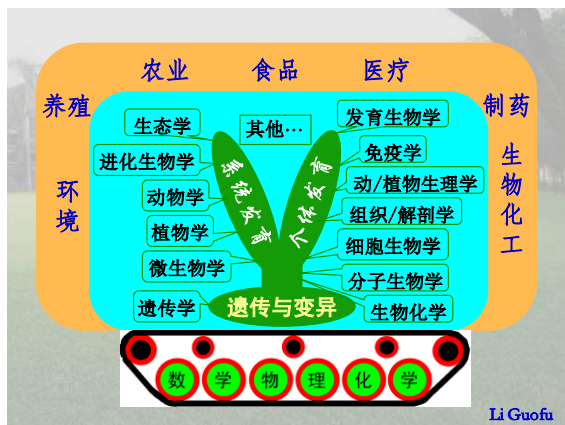 农业 食品 医疗
养殖
制药
环境
生物化工
其他…
生态学
进化生物学
动物学
植物学
微生物学
遗传学
系统发育
个体发育
发育生物学
免疫学
动/植物生理学
组织/解剖学
细胞生物学
分子生物学
生物化学
遗传与变异
数学物理化学
Li Guofu